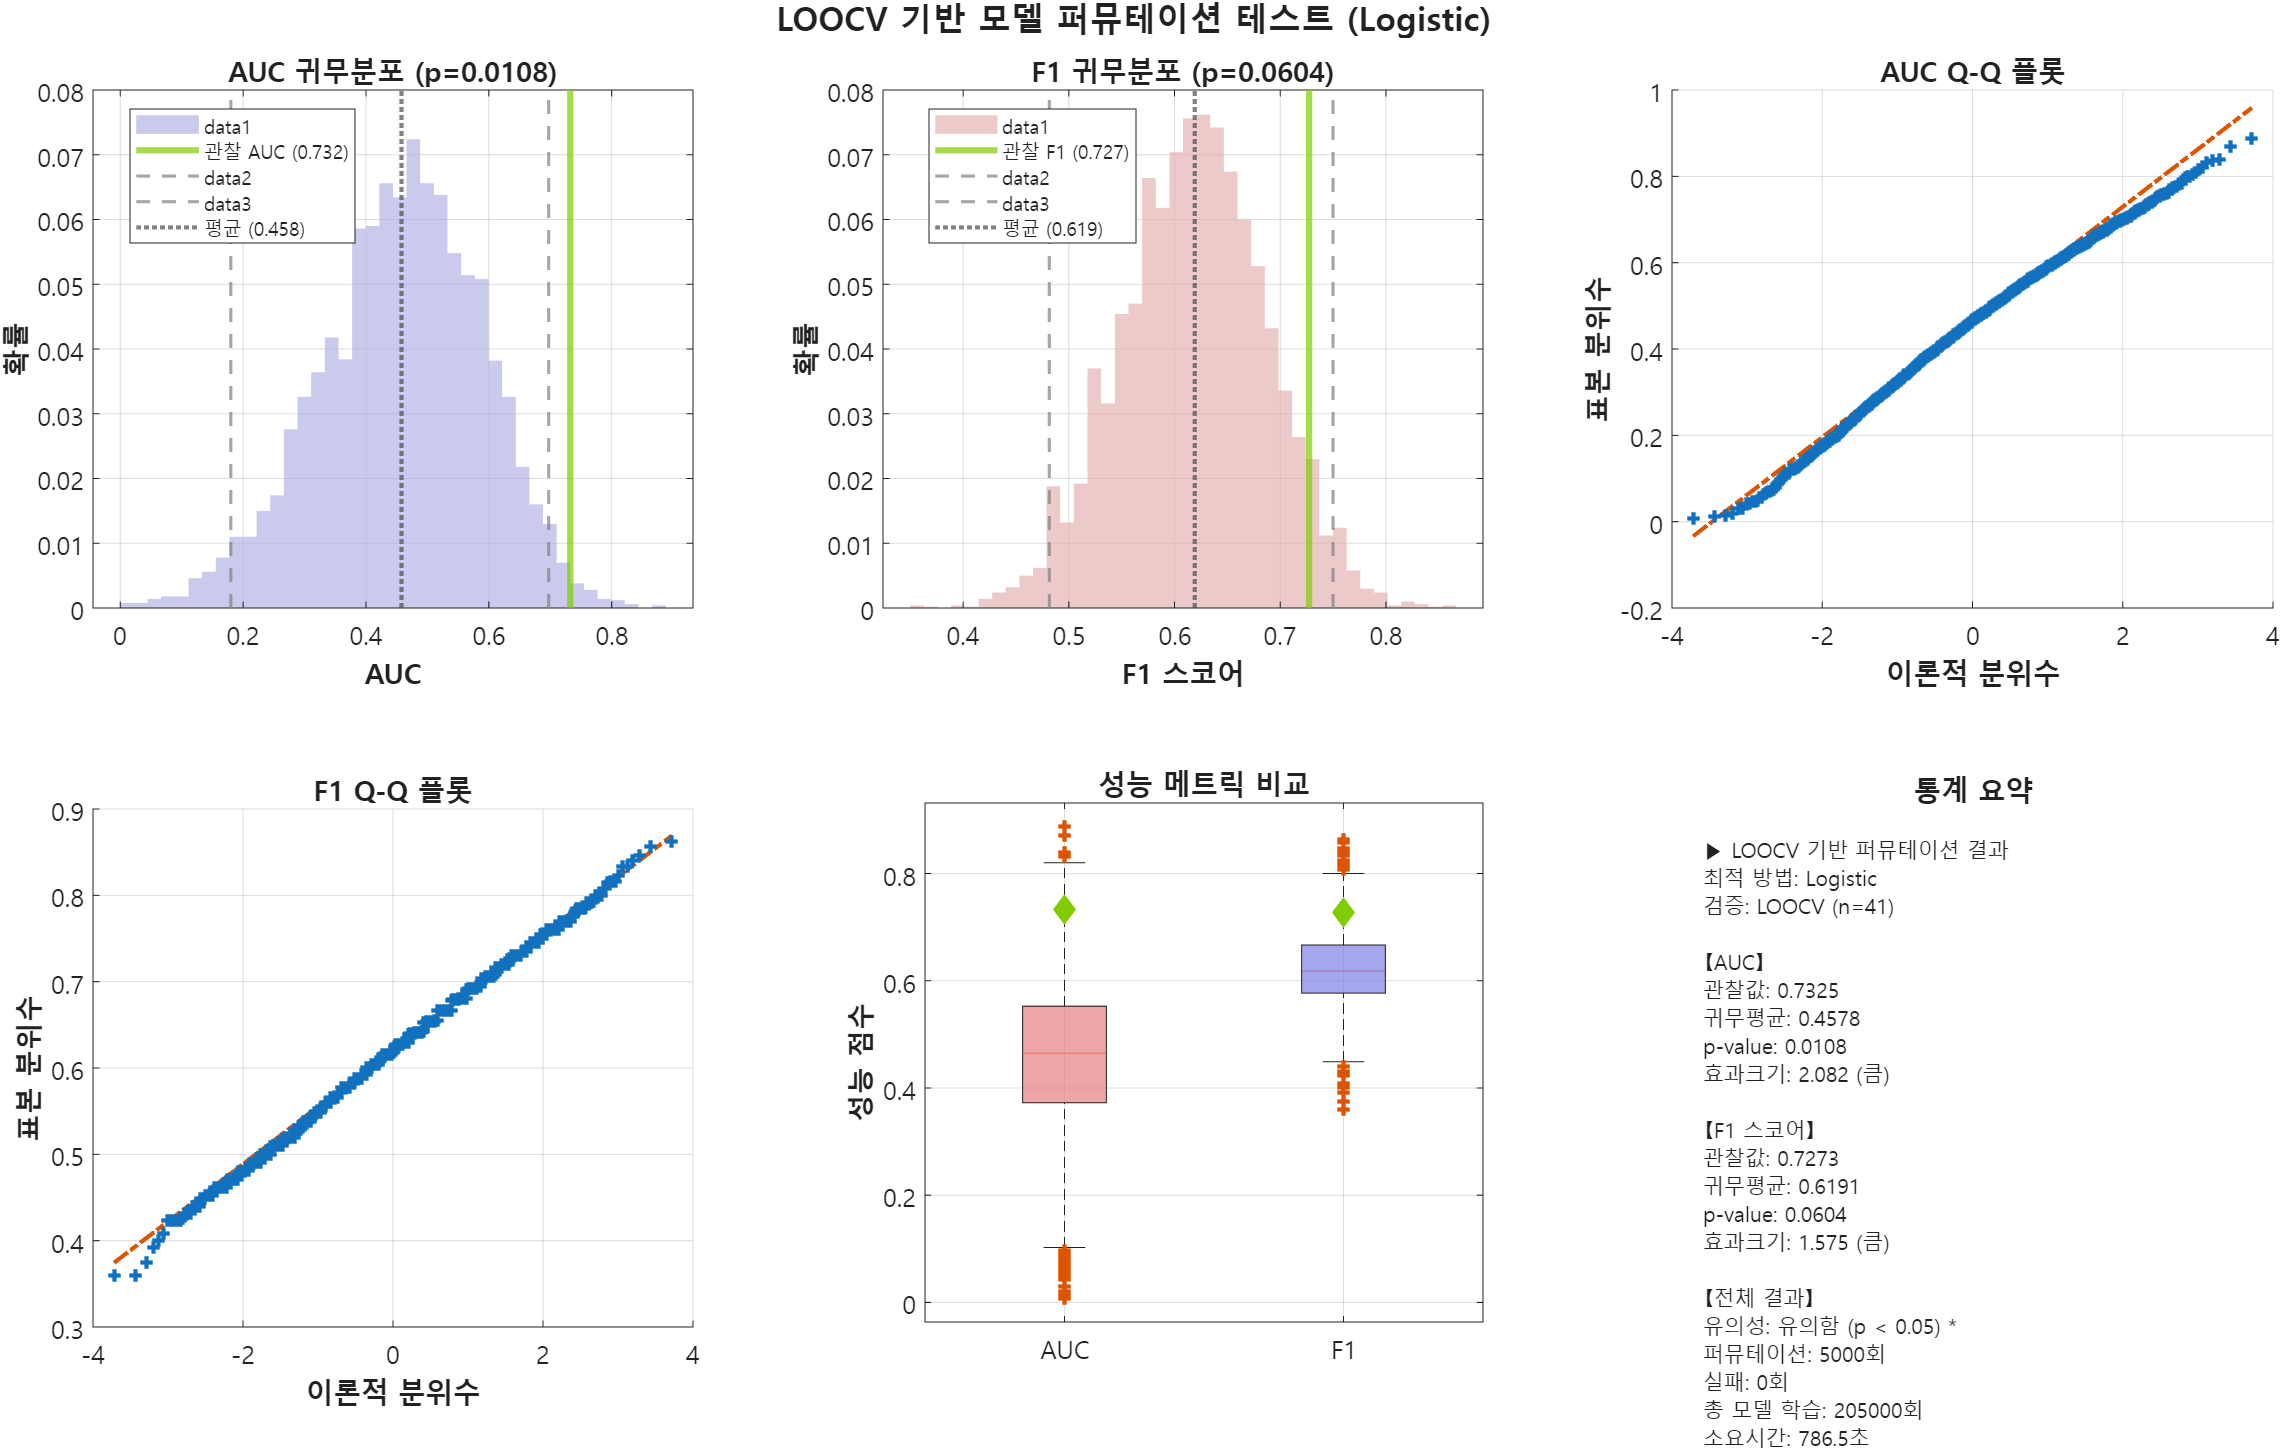 LOOCV 기반 모델 퍼뮤테이션 테스트 (Logistic)
AUC 귀무분포 (p=0.0108)
0.08
0.07
0.06
0.05
0.04
0.03
0.02
0.01
0
확률
data1
관찰 AUC (0.732)
data2
data3
평균 (0.458)
0
0.2
0.4
0.6
0.8
AUC
F1 귀무분포 (p=0.0604)
0.08
0.07
0.06
0.05
0.04
0.03
0.02
0.01
0
확률
data1
관찰 F1 (0.727)
data2
data3
평균 (0.619)
0.4
0.5
0.6
0.7
0.8
F1 스코어
AUC Q-Q 플롯
1
0.8
0.6
0.4
0.2
0
-0.2
표본 분위수
-4
-2
0
2
4
이론적 분위수
F1 Q-Q 플롯
0.9
0.8
0.7
0.6
0.5
0.4
0.3
표본 분위수
-4
-2
0
2
4
이론적 분위수
성능 메트릭 비교
0.8
0.6
0.4
0.2
0
성능 점수
AUC
F1
통계 요약
▶ LOOCV 기반 퍼뮤테이션 결과
최적 방법: Logistic
검증: LOOCV (n=41)
【AUC】
관찰값: 0.7325
귀무평균: 0.4578
p-value: 0.0108
효과크기: 2.082 (큼)
【F1 스코어】
관찰값: 0.7273
귀무평균: 0.6191
p-value: 0.0604
효과크기: 1.575 (큼)
【전체 결과】
유의성: 유의함 (p < 0.05) *
퍼뮤테이션: 5000회
실패: 0회
총 모델 학습: 205000회
소요시간: 786.5초